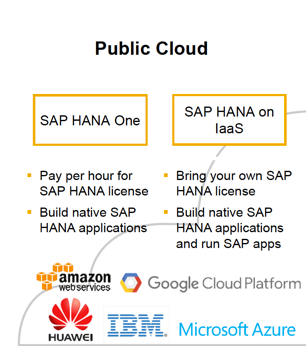 Public Cloud
SAP HANA One
SAP HANA on
IaaS
Pay per hour for
SAP HANA license
Build native SAP
HANA applications
Bring your own SAP
HANA license
Build native SAP
HANA applications
and run SAP apps
amazon
webservices
Google Cloud Platform
HUAWEI
IBM
Microsoft Azure